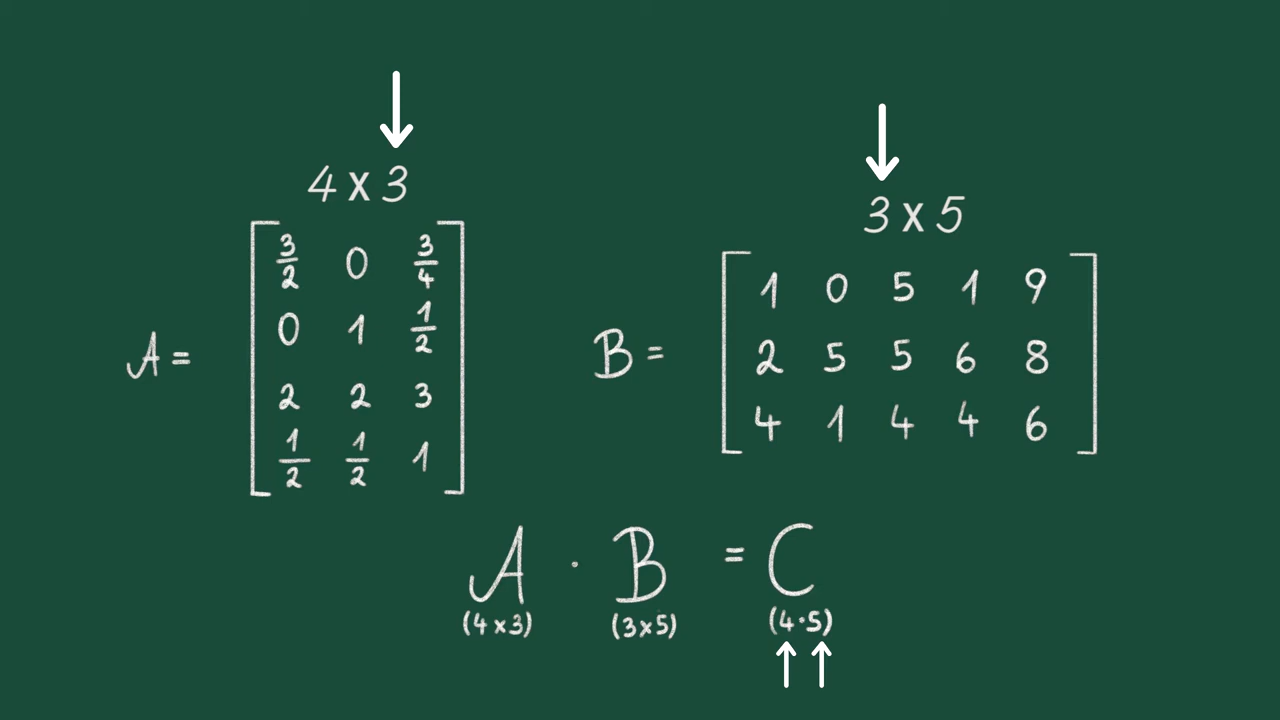 4 x 3
A =
3/2 0 3/4
0 1 1/2
2 2 3
1/2 1/2 1
3 x 5
B =
1 0 5 1 9
2 5 5 6 8
4 1 4 4 6
A · B = C
(4x3) (3x5) (4·5)